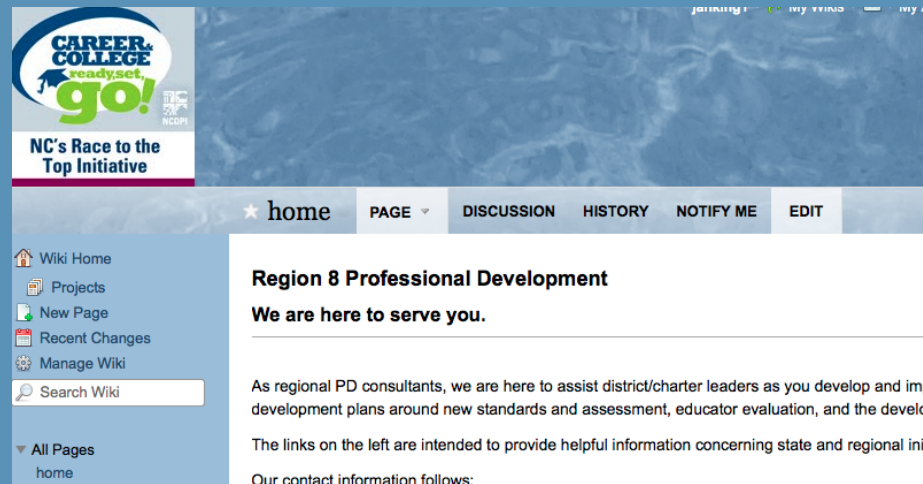 My Wikis
CAREER &
COLLEGE
ready, set,
go!
NCDPI
NC's Race to the
Top Initiative
home PAGE DISCUSSION HISTORY NOTIFY ME EDIT
Wiki Home
Projects
New Page
Recent Changes
Manage Wiki
Search Wiki
All Pages
home
Region 8 Professional Development
We are here to serve you.
As regional PD consultants, we are here to assist district/charter leaders as you develop and im
development plans around new standards and assessment, educator evaluation, and the develo
The links on the left are intended to provide helpful information concerning state and regional ini
Our contact information follows: